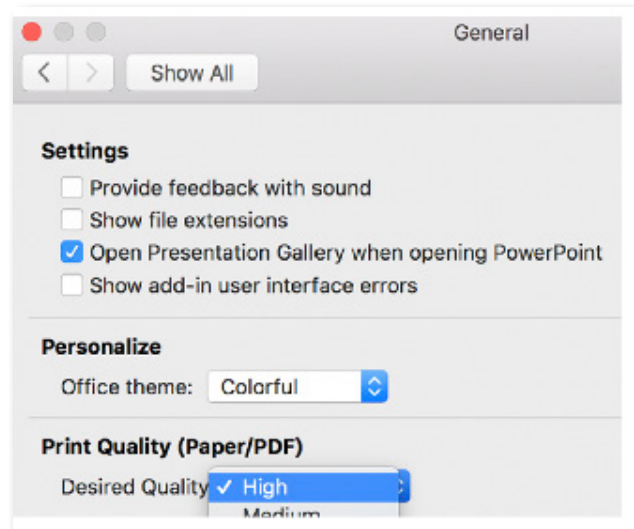 General
Show All
Settings
Provide feedback with sound
Show file extensions
Open Presentation Gallery when opening PowerPoint
Show add-in user interface errors
Personalize
Office theme: Colorful
Print Quality (Paper/PDF)
Desired Quality High
Medium